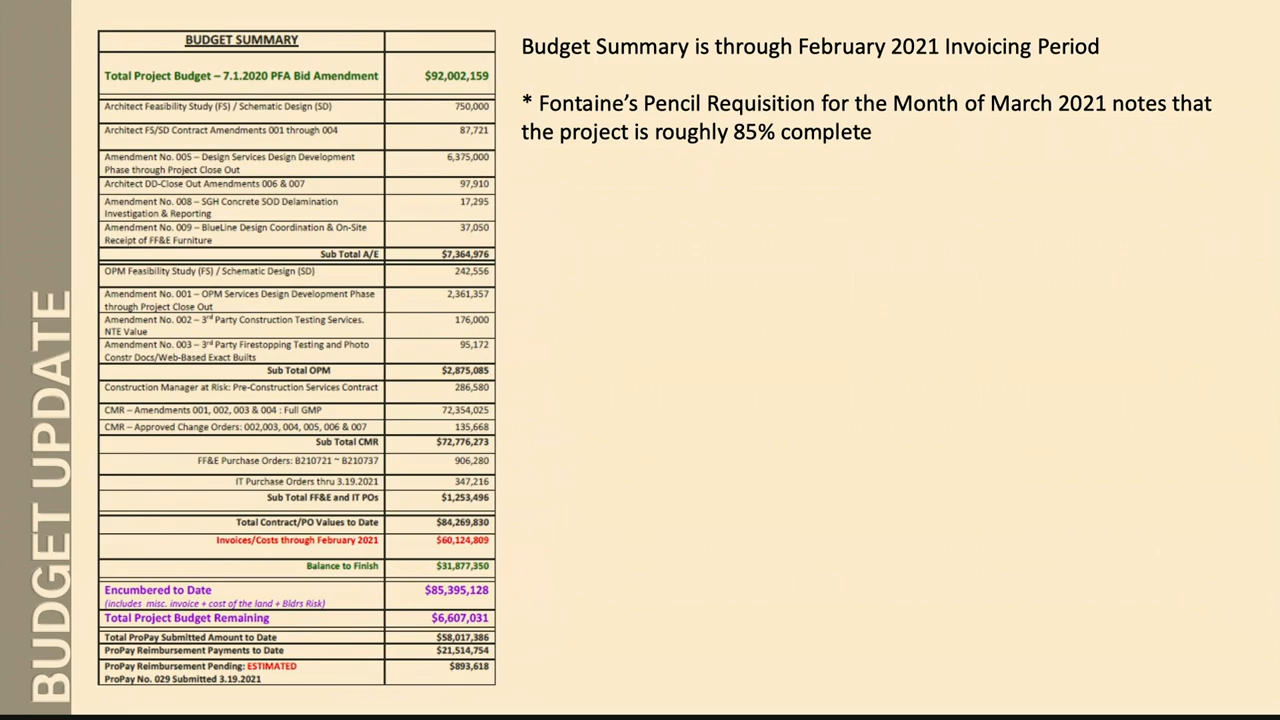 BUDGET UPDATE
BUDGET SUMMARY
Total Project Budget – 7.1.2020 PFA Bid Amendment $92,002,159
Architect Feasibility Study (FS) / Schematic Design (SD) 750,000
Architect FS/SD Contract Amendments 001 through 004 87,721
Amendment No. 005 – Design Services Design Development 6,375,000
Phase through Project Close Out
Architect DD-Close Out Amendments 006 & 007 97,910
Amendment No. 008 – SGH Concrete SOD Delamination 17,295
Investigation & Reporting
Amendment No. 009 – BlueLine Design Coordination & On-Site 37,050
Receipt of FF&E Furniture
Sub Total A/E $7,364,976
OPM Feasibility Study (FS) / Schematic Design (SD) 242,556
Amendment No. 001 – OPM Services Design Development Phase 2,361,357
through Project Close Out
Amendment No. 002 – 3rd Party Construction Testing Services. 176,000
NTE Value
Amendment No. 003 – 3rd Party Firestopping Testing and Photo 95,172
Constr Docs/Web-Based Exact Builts
Sub Total OPM $2,875,085
Construction Manager at Risk: Pre-Construction Services Contract 286,580
CMR – Amendments 001, 002, 003 & 004 : Full GMP 72,354,025
CMR – Approved Change Orders: 002,003, 004, 005, 006 & 007 135,668
Sub Total CMR $72,776,273
FF&E Purchase Orders: B210721 ~ B210737 906,280
IT Purchase Orders thru 3.19.2021 347,216
Sub Total FF&E and IT POs $1,253,496
Total Contract/PO Values to Date $84,269,830
Invoices/Costs through February 2021 $60,124,809
Balance to Finish $31,877,350
Encumbered to Date $85,395,128
(includes misc. invoice + cost of the land + Bldrs Risk)
Total Project Budget Remaining $6,607,031
Total ProPay Submitted Amount to Date $58,017,386
ProPay Reimbursement Payments to Date $21,514,754
ProPay Reimbursement Pending: ESTIMATED $893,618
ProPay No. 029 Submitted 3.19.2021
Budget Summary is through February 2021 Invoicing Period
* Fontaine’s Pencil Requisition for the Month of March 2021 notes that
the project is roughly 85% complete